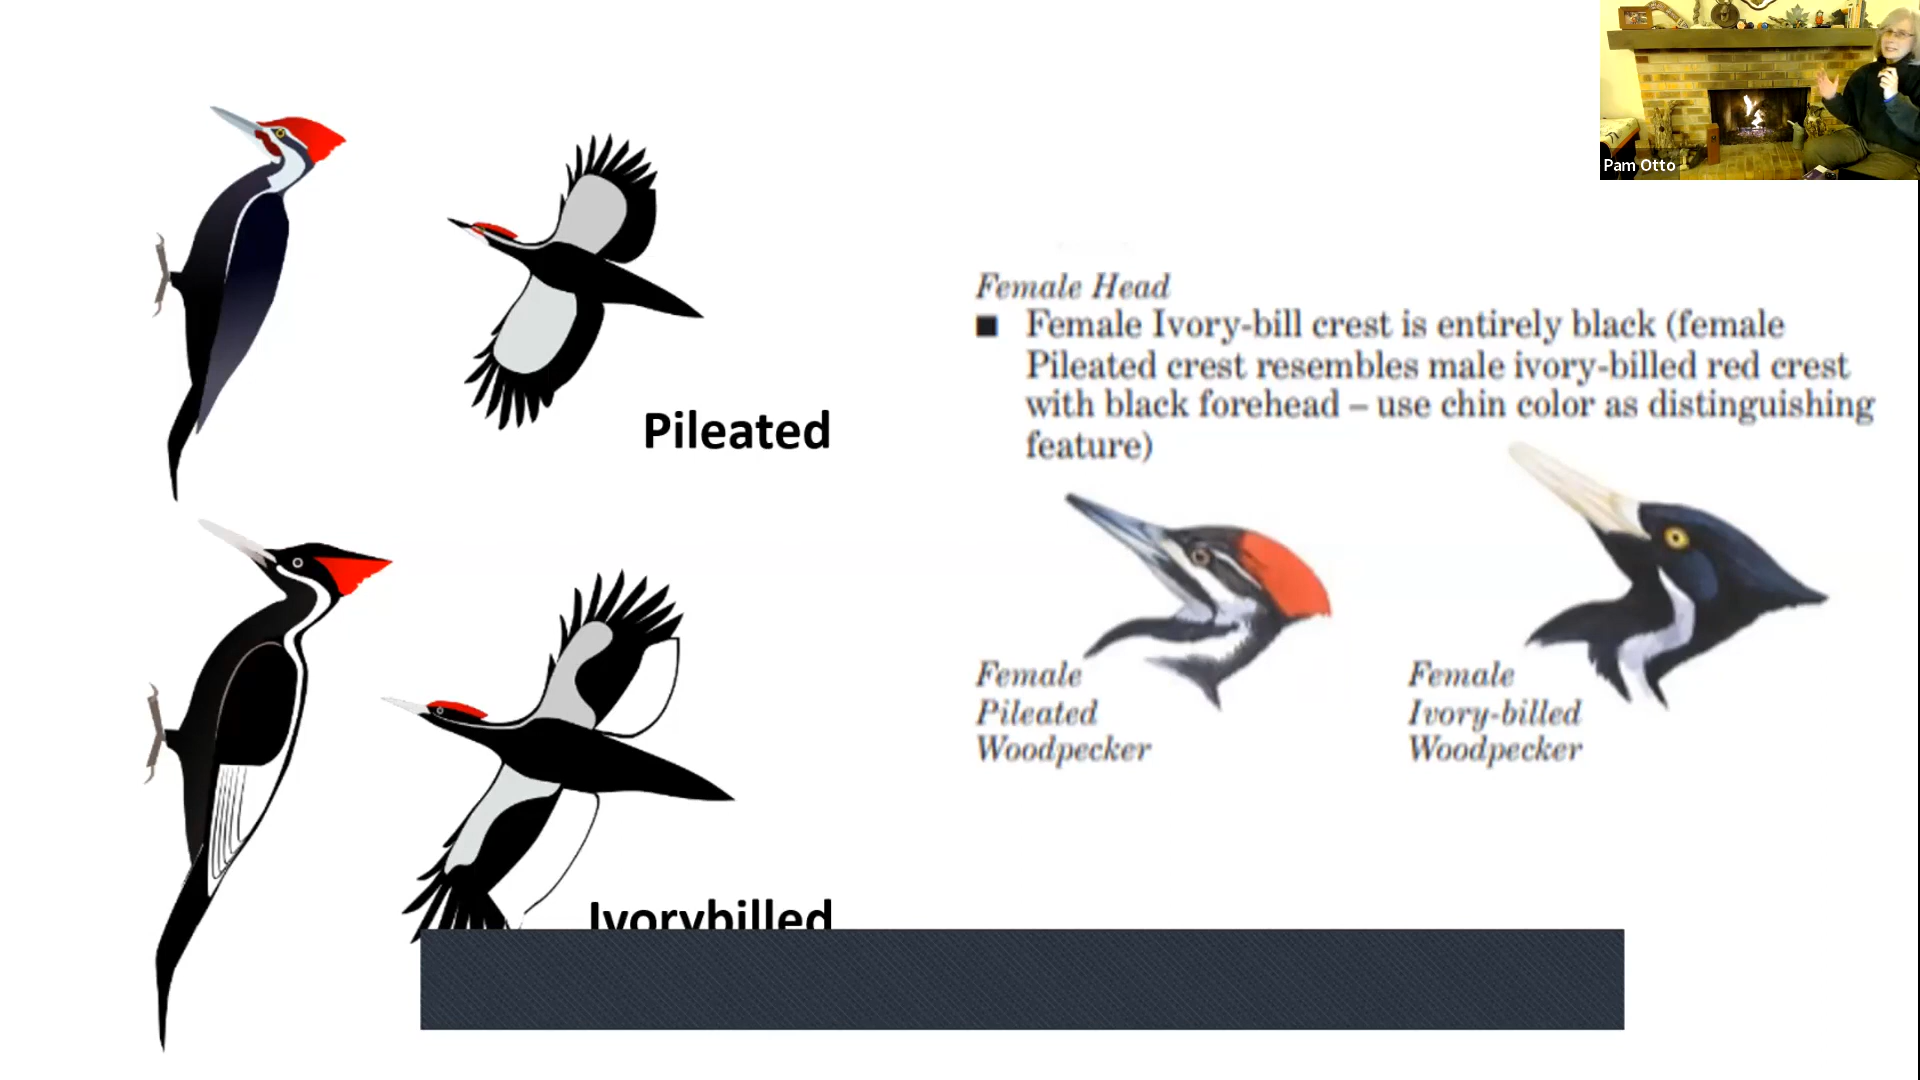 Pam Otto
Pileated
Ivorybilled
Female Head
■ Female Ivory-bill crest is entirely black (female
Pileated crest resembles male ivory-billed red crest
with black forehead – use chin color as distinguishing
feature)
Female
Pileated
Woodpecker
Female
Ivory-billed
Woodpecker